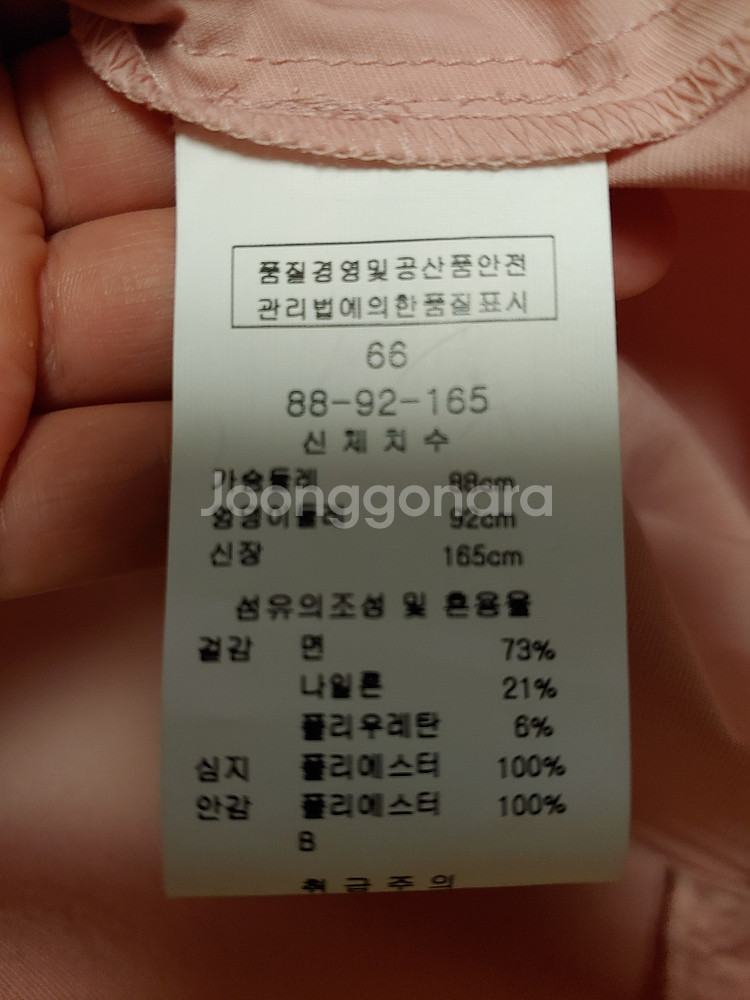 품질경영및공산품안전
관리법에의한품질표시
66
88-92-165
신체치수
가슴둘레 88cm
Joonggonara
엉덩이둘레 92cm
신장 165cm
섬유의조성 및 혼용율
겉감 면 73%
나일론 21%
폴리우레탄 6%
심지 폴리에스터 100%
안감 폴리에스터 100%
B
취급주의